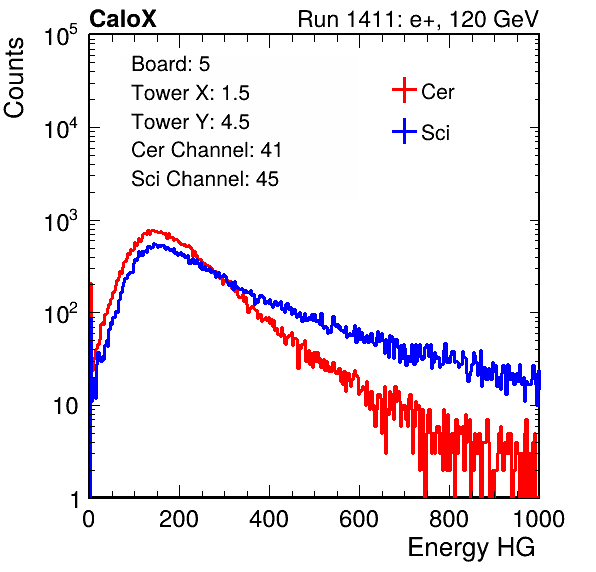 CaloX Run 1411: e+, 120 GeV
Counts
Board: 5
Tower X: 1.5
Tower Y: 4.5
Cer Channel: 41
Sci Channel: 45
Cer
Sci
10^5
10^4
10^3
10^2
10
1
0 200 400 600 800 1000
Energy HG